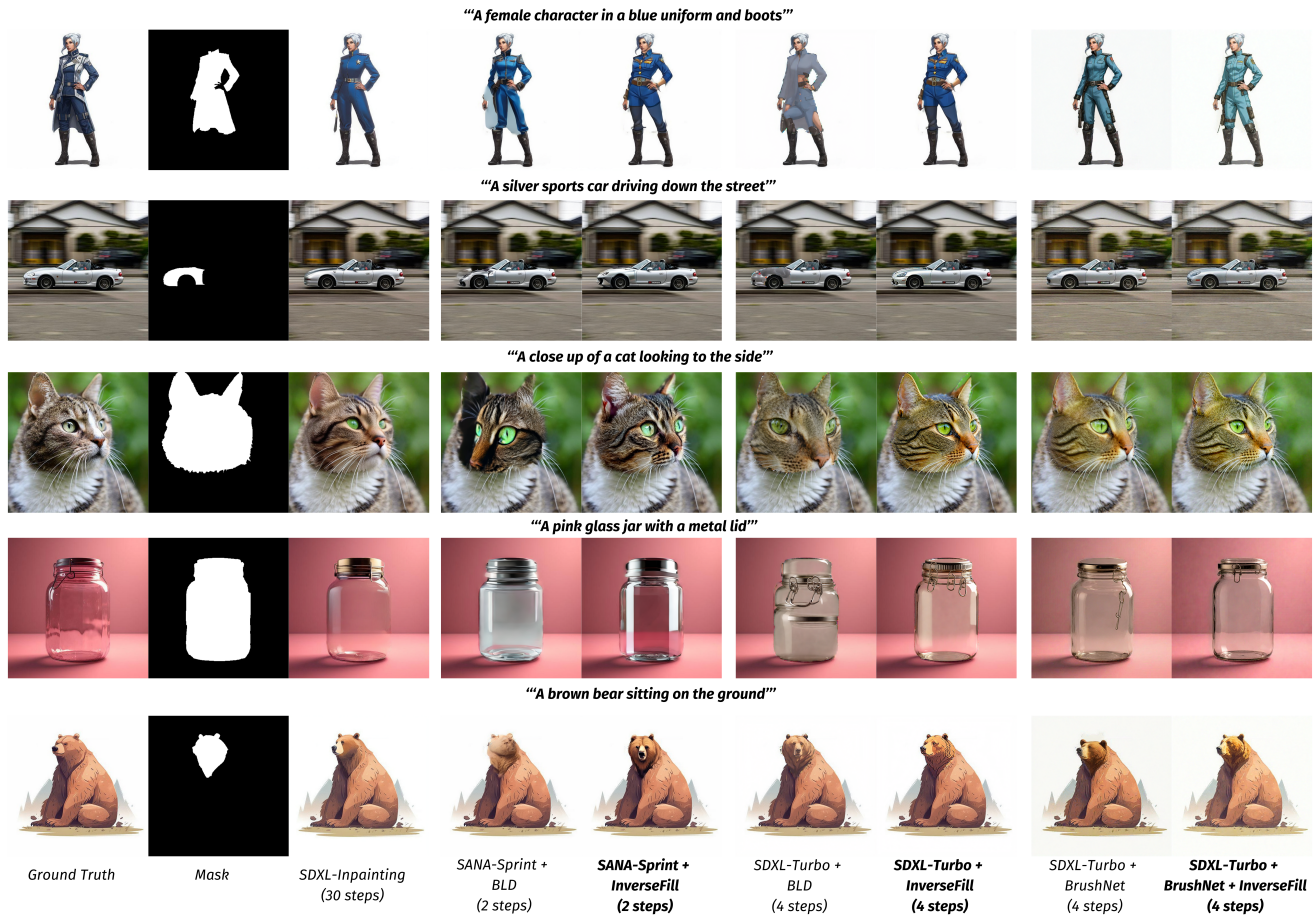 “‘A female character in a blue uniform and boots’”
“‘A silver sports car driving down the street’”
“‘A close up of a cat looking to the side’”
“‘A pink glass jar with a metal lid’”
“‘A brown bear sitting on the ground’”
Ground Truth
Mask
SDXL-Inpainting
(30 steps)
SANA-Sprint +
BLD
(2 steps)
SANA-Sprint +
InverseFill
(2 steps)
SDXL-Turbo +
BLD
(4 steps)
SDXL-Turbo +
InverseFill
(4 steps)
SDXL-Turbo +
BrushNet
(4 steps)
SDXL-Turbo +
BrushNet + InverseFill
(4 steps)